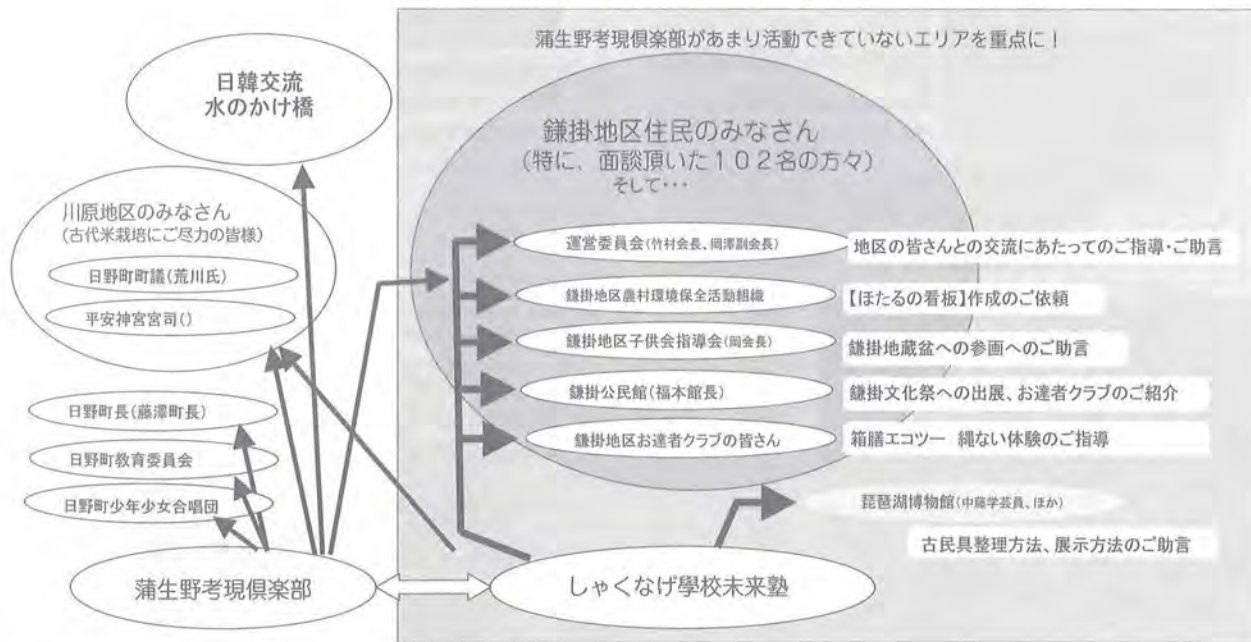 蒲生野考現倶楽部があまり活動できていないエリアを重点に！
日韓交流
水のかけ橋
鎌掛地区住民のみなさん
（特に、面談頂いた１０２名の方々）
そして・・・
川原地区のみなさん
(古代米栽培にご尽力の皆様)
日野町町議(荒川氏)
平安神宮宮司()
運営委員会(竹村会長、岡澤副会長)
地区の皆さんとの交流にあたってのご指導・ご助言
鎌掛地区農村環境保全活動組織
【ほたるの看板】作成のご依頼
鎌掛地区子供会指導会(岡会長)
鎌掛地蔵盆への参画へのご助言
鎌掛公民館(福本館長)
鎌掛文化祭への出展、お達者クラブのご紹介
鎌掛地区お達者クラブの皆さん
箱膳エコツー　縄ない体験のご指導
日野町長(藤澤町長)
日野町教育委員会
日野町少年少女合唱団
琵琶湖博物館(中藤学芸員、ほか)
古民具整理方法、展示方法のご助言
蒲生野考現倶楽部
しゃくなげ學校未来塾